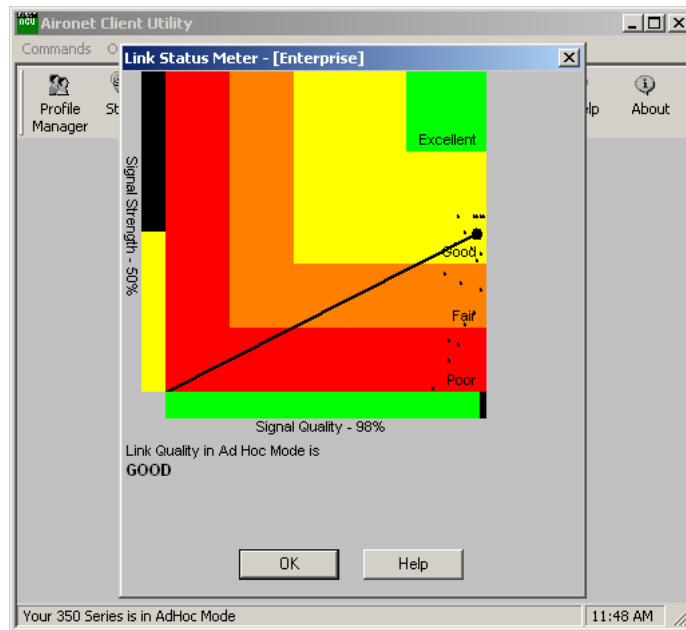 Aironet Client Utility
Commands
Link Status Meter - [Enterprise]
Profile
Manager
About
Excellent
Good
Fair
Poor
Signal Strength - 50%
Signal Quality - 98%
Link Quality in Ad Hoc Mode is
GOOD
OK
Help
Your 350 Series is in AdHoc Mode
11:48 AM